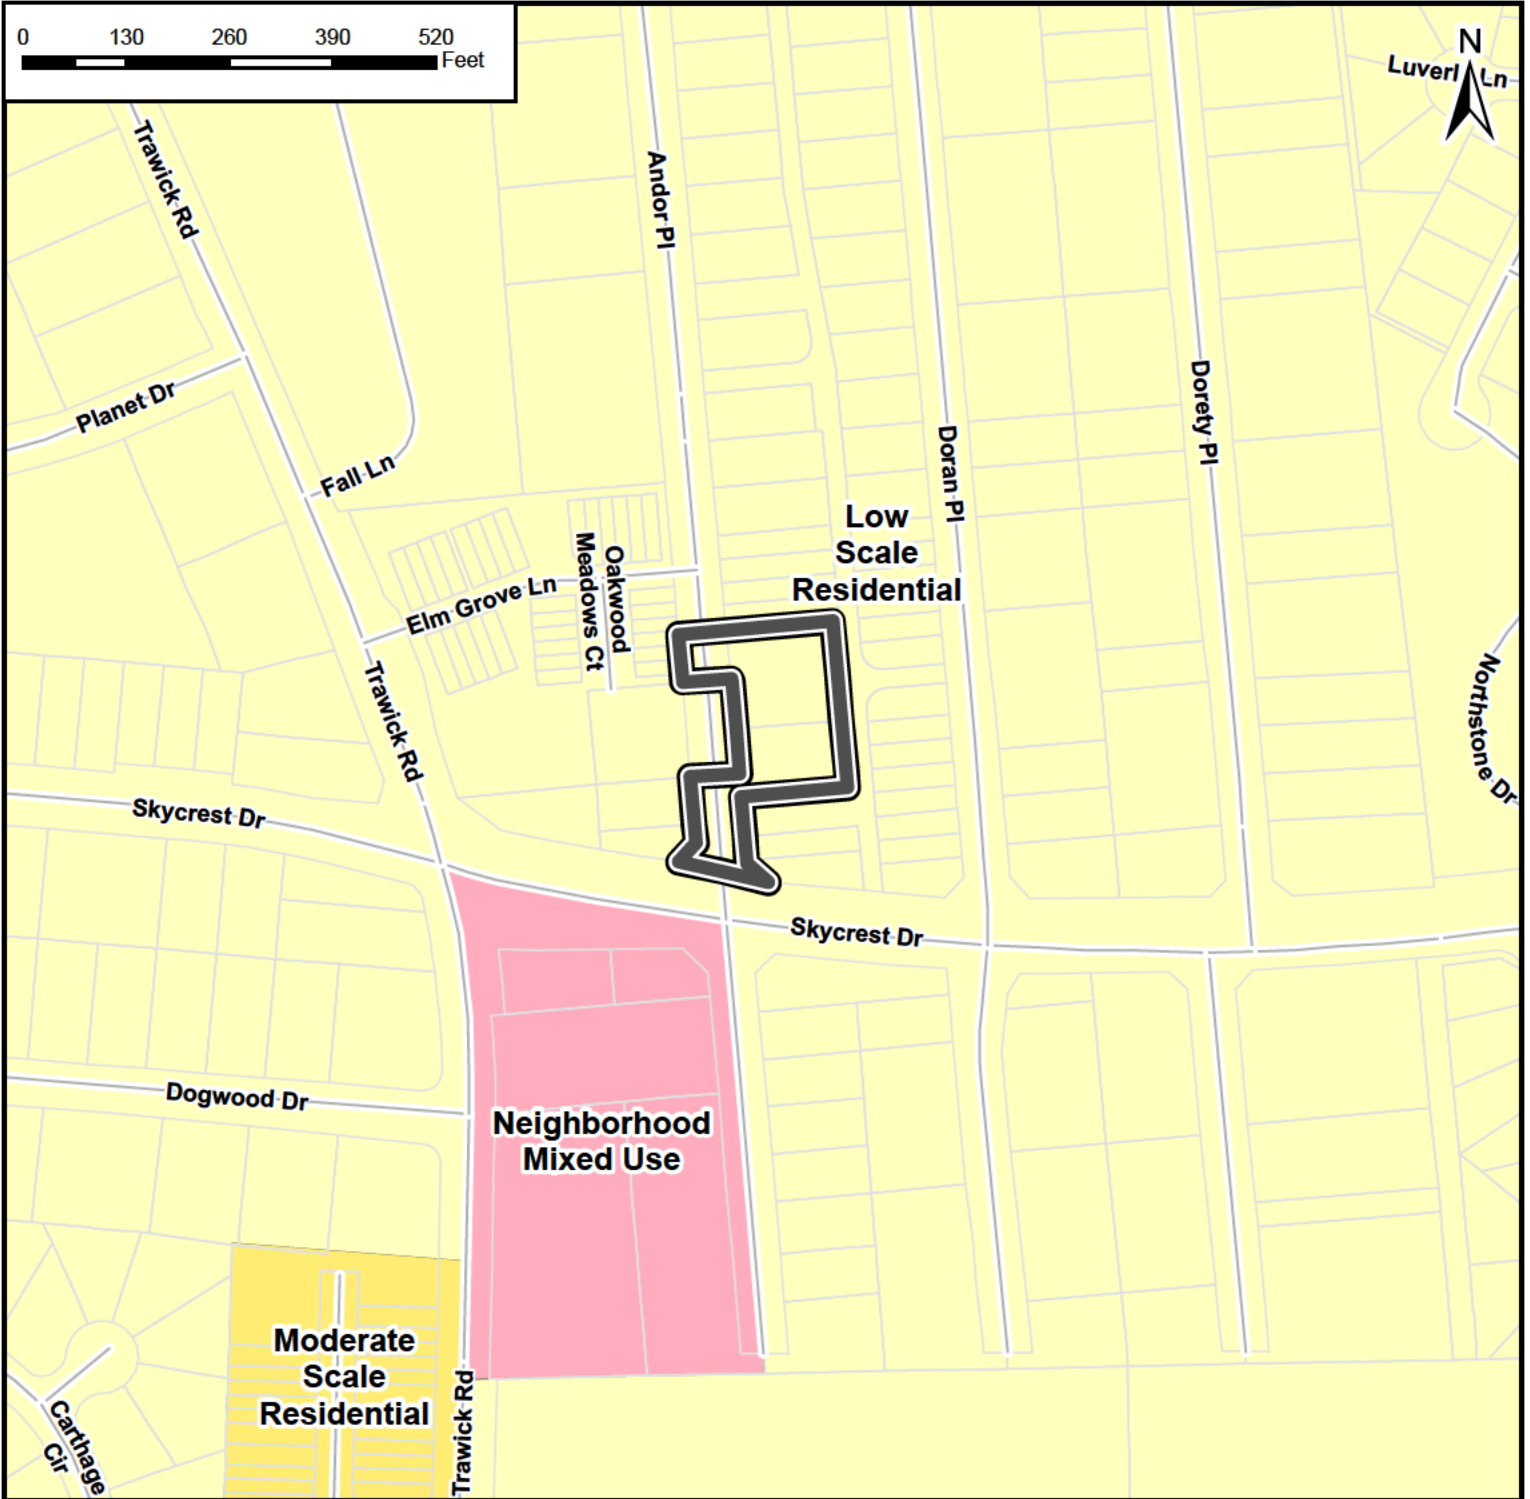 0 130 260 390 520
Feet
N
Luverl Ln
Trawick Rd
Andor Pl
Planet Dr
Fall Ln
Dorety Pl
Doran Pl
Low
Scale
Residential
Oakwood
Meadows Ct
Elm Grove Ln
Trawick Rd
Northstone Dr
Skycrest Dr
Skycrest Dr
Dogwood Dr
Neighborhood
Mixed Use
Moderate
Scale
Residential
Trawick Rd
Carthage
Cir